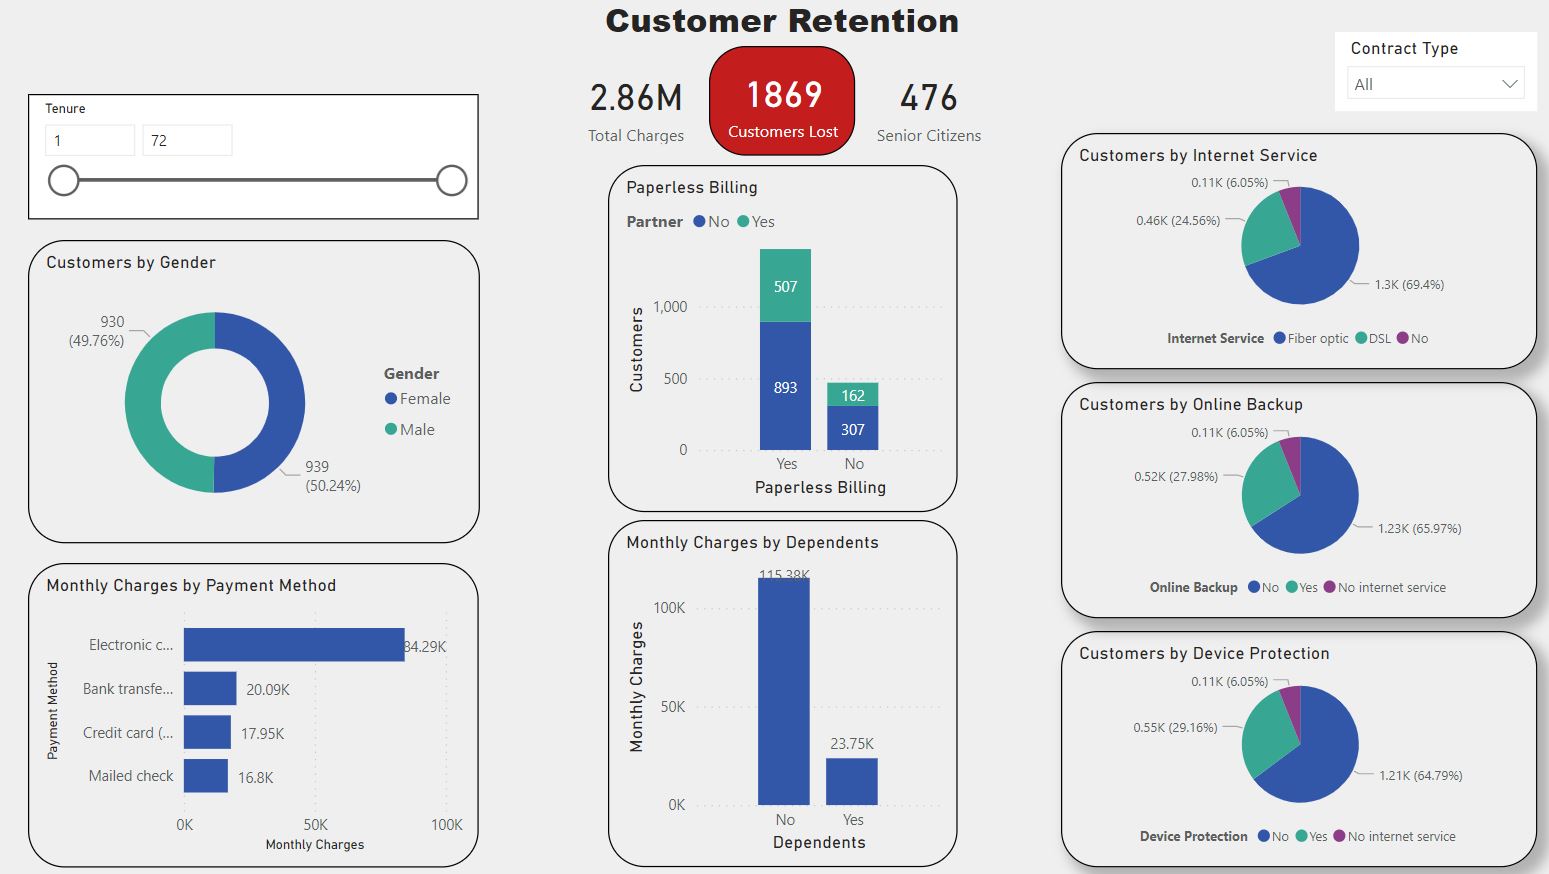 Customer Retention
2.86M
Total Charges
1869
Customers Lost
476
Senior Citizens
Contract Type
All
Tenure
1 72
Customers by Gender
930
(49.76%)
939
(50.24%)
Gender
Female
Male
Monthly Charges by Payment Method
Payment Method
Electronic c... 84.29K
Bank transfe... 20.09K
Credit card (... 17.95K
Mailed check 16.8K
0K 50K 100K
Monthly Charges
Paperless Billing
Partner No Yes
Customers
1,000
500
0
507
893
162
307
Yes No
Paperless Billing
Monthly Charges by Dependents
Monthly Charges
115.38K
100K
50K
0K
23.75K
No Yes
Dependents
Customers by Internet Service
0.11K (6.05%)
0.46K (24.56%)
1.3K (69.4%)
Internet Service Fiber optic DSL No
Customers by Online Backup
0.11K (6.05%)
0.52K (27.98%)
1.23K (65.97%)
Online Backup No Yes No internet service
Customers by Device Protection
0.11K (6.05%)
0.55K (29.16%)
1.21K (64.79%)
Device Protection No Yes No internet service